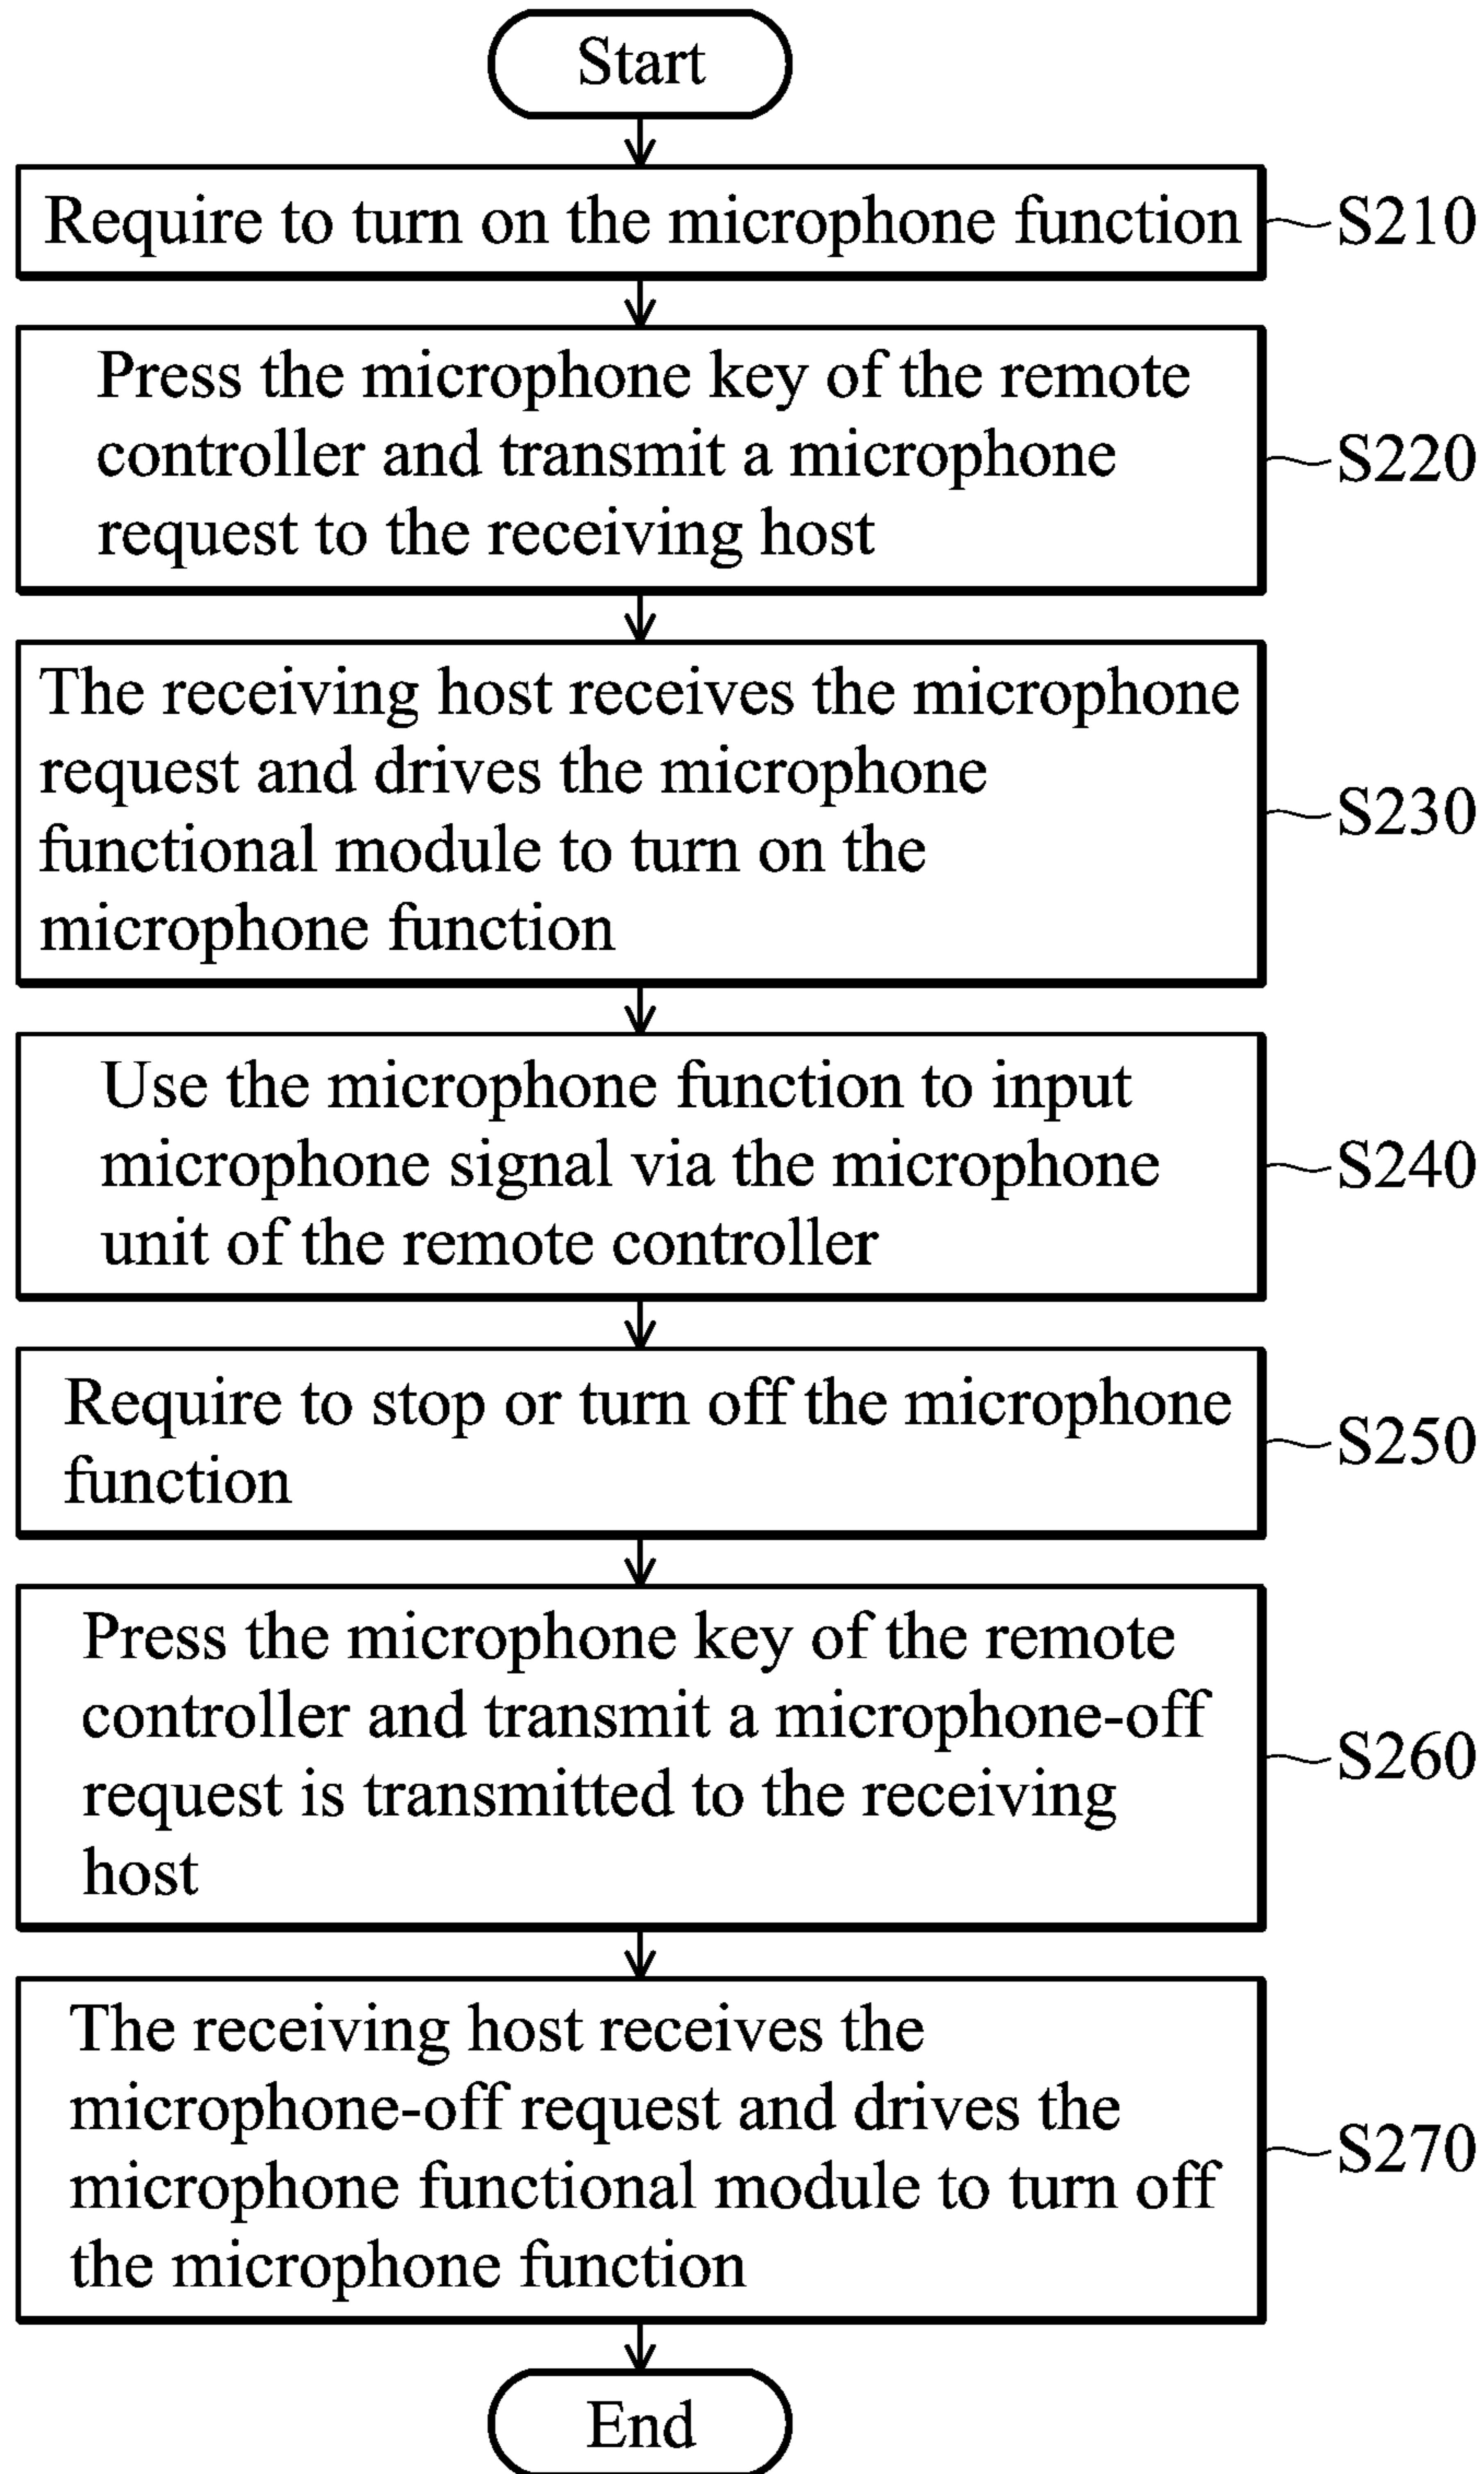 Start
Require to turn on the microphone function
S210
Press the microphone key of the remote
controller and transmit a microphone
request to the receiving host
S220
The receiving host receives the microphone
request and drives the microphone
functional module to turn on the
microphone function
S230
Use the microphone function to input
microphone signal via the microphone
unit of the remote controller
S240
Require to stop or turn off the microphone
function
S250
Press the microphone key of the remote
controller and transmit a microphone-off
request is transmitted to the receiving
host
S260
The receiving host receives the
microphone-off request and drives the
microphone functional module to turn off
the microphone function
S270
End